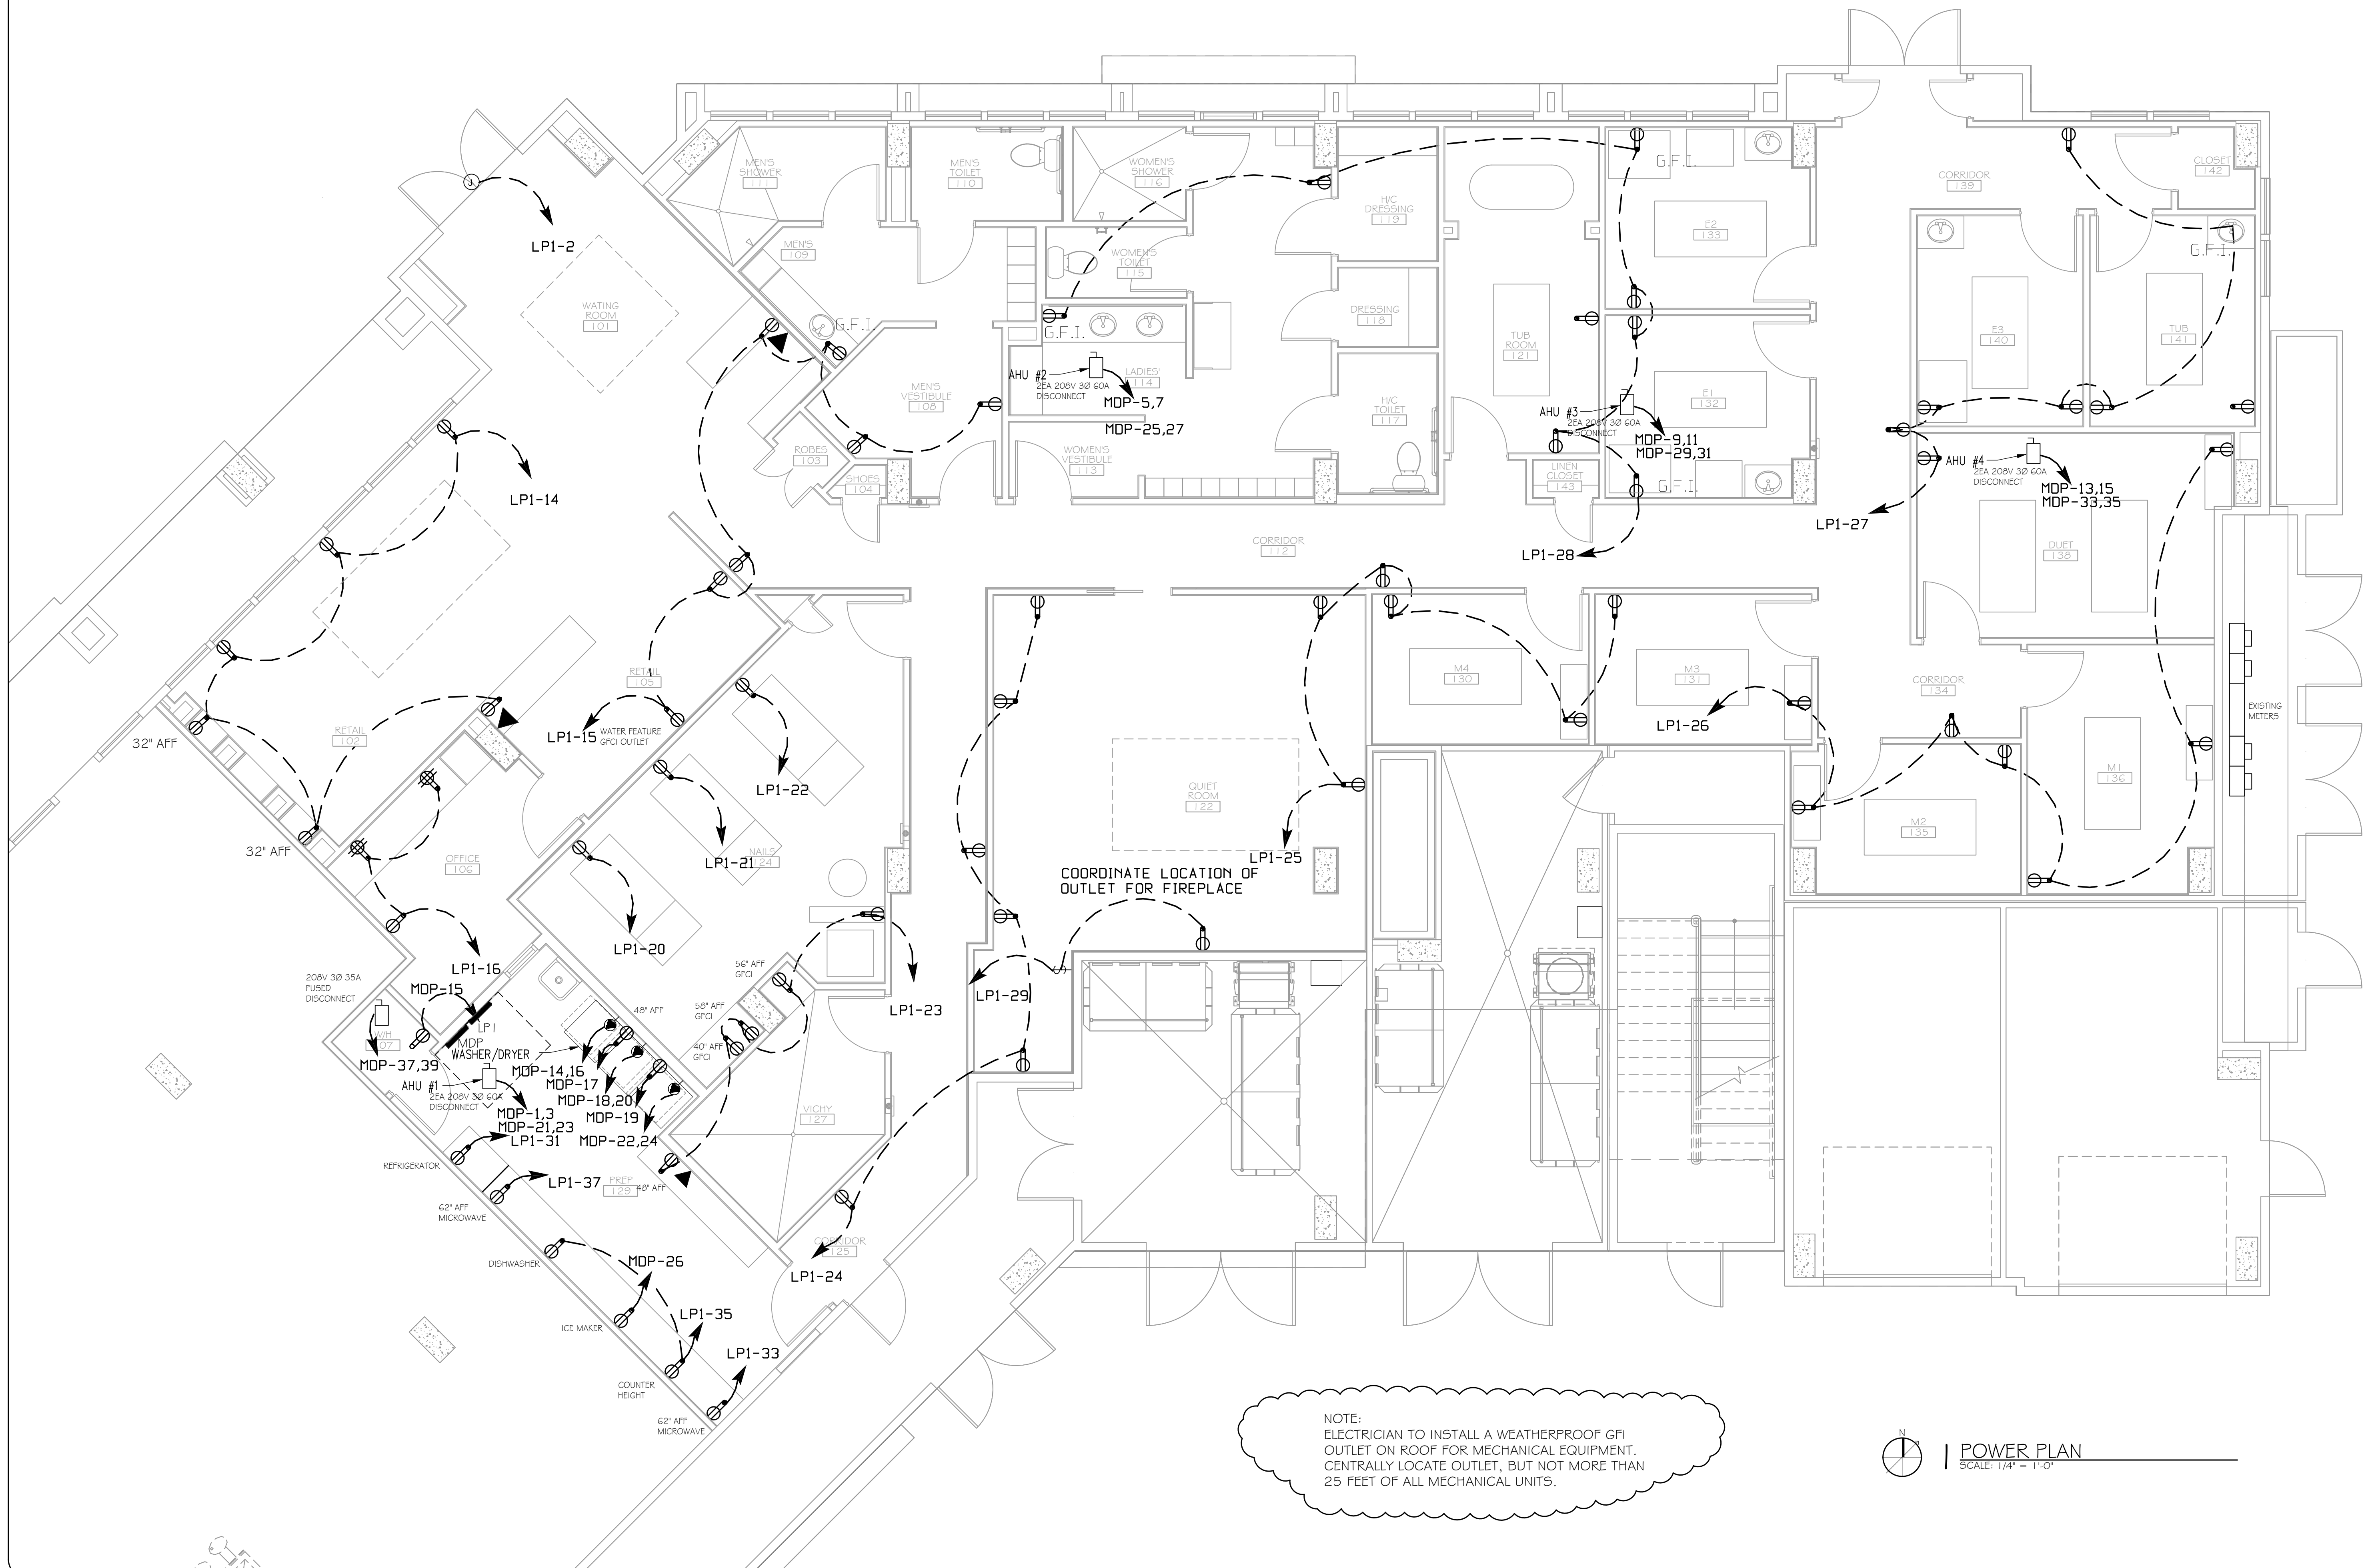 MEN'S
SHOWER
111
MEN'S
TOILET
110
WOMEN'S
SHOWER
116
H/C
DRESSING
119
G.F.I.
E2
133
CORRIDOR
139
CLOSET
142
J
LP1-2
WATING
ROOM
101
MEN'S
109
G.F.I.
WOMEN'S
TOILET
115
G.F.I.
DRESSING
118
TUB
ROOM
121
G.F.I.
E3
140
TUB
141
AHU #2
2EA 208V 3Ø 60A
DISCONNECT
LADIES'
114
MDP-5,7
MDP-25,27
MEN'S
VESTIBULE
108
H/C
TOILET
117
E1
132
AHU #3
2EA 208V 3Ø 60A
DISCONNECT
MDP-9,11
MDP-29,31
ROBES
103
SHOES
104
WOMEN'S
VESTIBULE
113
LINEN
CLOSET
143
G.F.I.
AHU #4
2EA 208V 3Ø 60A
DISCONNECT
MDP-13,15
MDP-33,35
LP1-14
LP1-27
CORRIDOR
112
LP1-28
DUET
138
RETAIL
105
M4
130
M3
131
CORRIDOR
134
EXISTING
METERS
RETAIL
102
32" AFF
LP1-15
WATER FEATURE
GFCI OUTLET
LP1-26
LP1-22
QUIET
ROOM
122
M1
136
M2
135
32" AFF
OFFICE
106
LP1-21
NAILS
124
LP1-25
COORDINATE LOCATION OF
OUTLET FOR FIREPLACE
LP1-20
LP1-16
208V 3Ø 35A
FUSED
DISCONNECT
MDP-15
56" AFF
GFCI
58" AFF
GFCI
48" AFF
40" AFF
GFCI
LP1-23
LP1-29
W/H
107
LP1
MDP
WASHER/DRYER
MDP-37,39
AHU #1
2EA 208V 3Ø 60A
DISCONNECT
MDP-14,16
MDP-17
MDP-18,20
MDP-19
MDP-22,24
MDP-1,3
MDP-21,23
LP1-31
VICHY
127
REFRIGERATOR
LP1-37
PREP
129
48" AFF
62" AFF
MICROWAVE
CORRIDOR
125
DISHWASHER
MDP-26
LP1-24
ICE MAKER
LP1-35
LP1-33
COUNTER
HEIGHT
62" AFF
MICROWAVE
NOTE:
ELECTRICIAN TO INSTALL A WEATHERPROOF GFI
OUTLET ON ROOF FOR MECHANICAL EQUIPMENT.
CENTRALLY LOCATE OUTLET, BUT NOT MORE THAN
25 FEET OF ALL MECHANICAL UNITS.
N
1 POWER PLAN
SCALE: 1/4" = 1'-0"